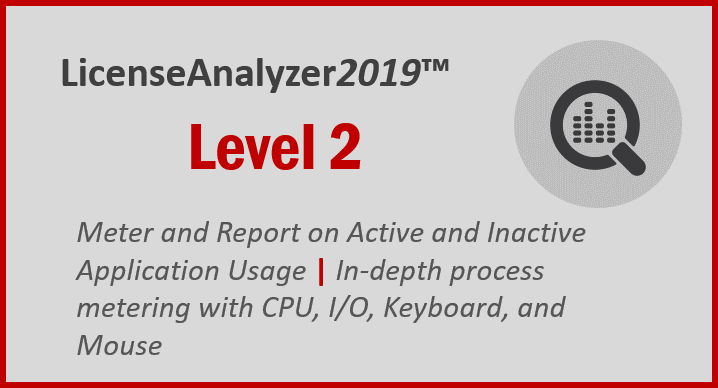 LicenseAnalyzer2019™
Level 2
Meter and Report on Active and Inactive
Application Usage | In-depth process
metering with CPU, I/O, Keyboard, and
Mouse